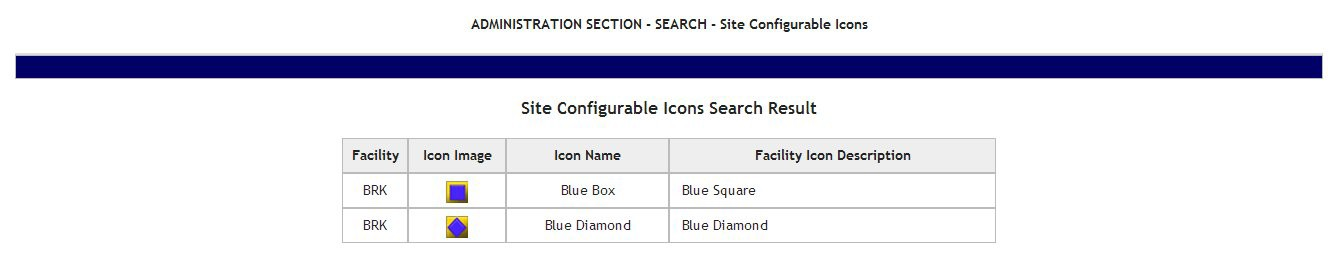 ADMINISTRATION SECTION - SEARCH - Site Configurable Icons
Site Configurable Icons Search Result
Facility Icon Image Icon Name Facility Icon Description
BRK Blue Box Blue Square
BRK Blue Diamond Blue Diamond